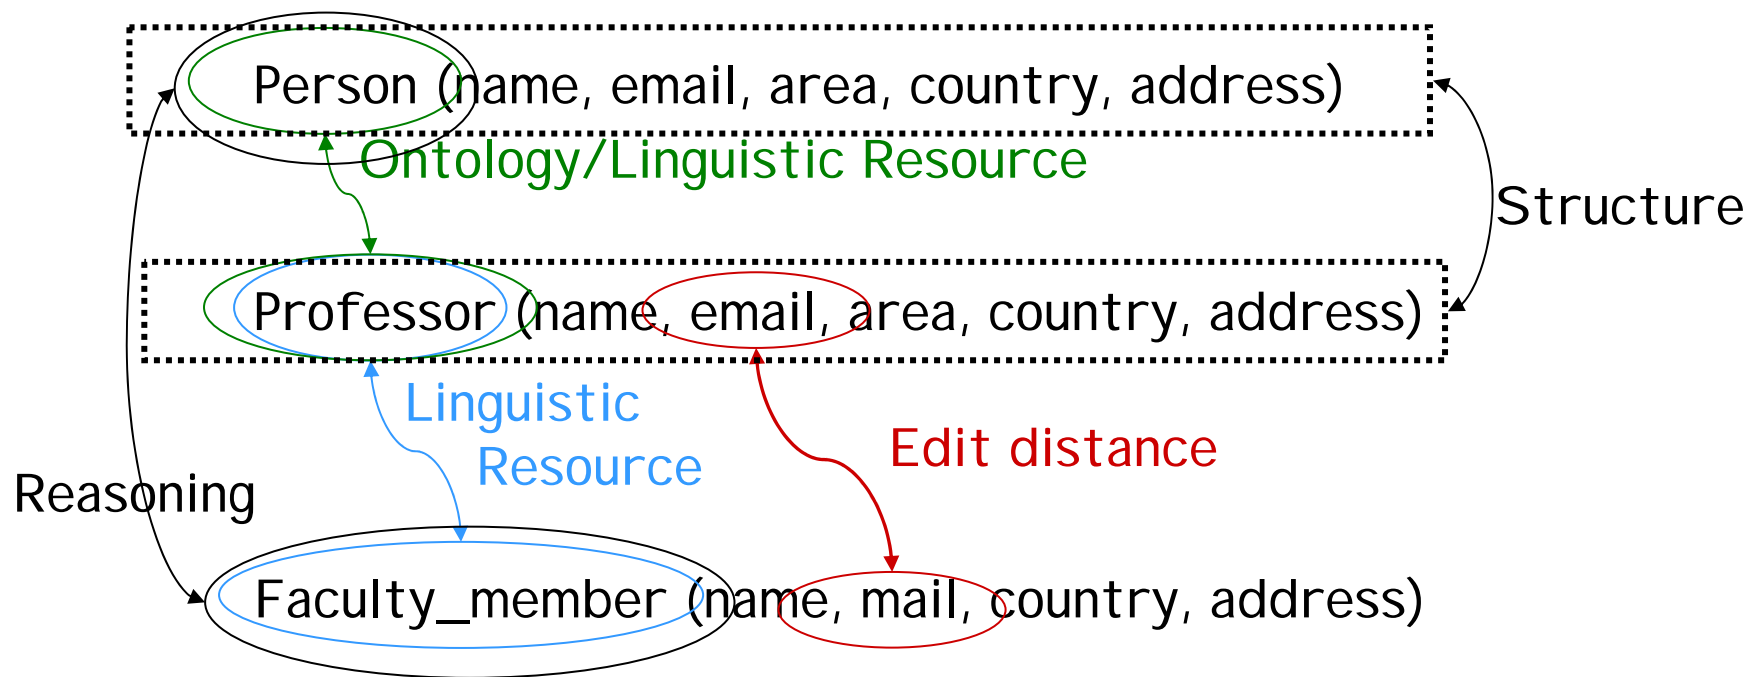 Person (name, email, area, country, address)
Ontology/Linguistic Resource
Structure
Professor (name, email, area, country, address)
Linguistic
Resource
Edit distance
Reasoning
Faculty_member (name, mail, country, address)